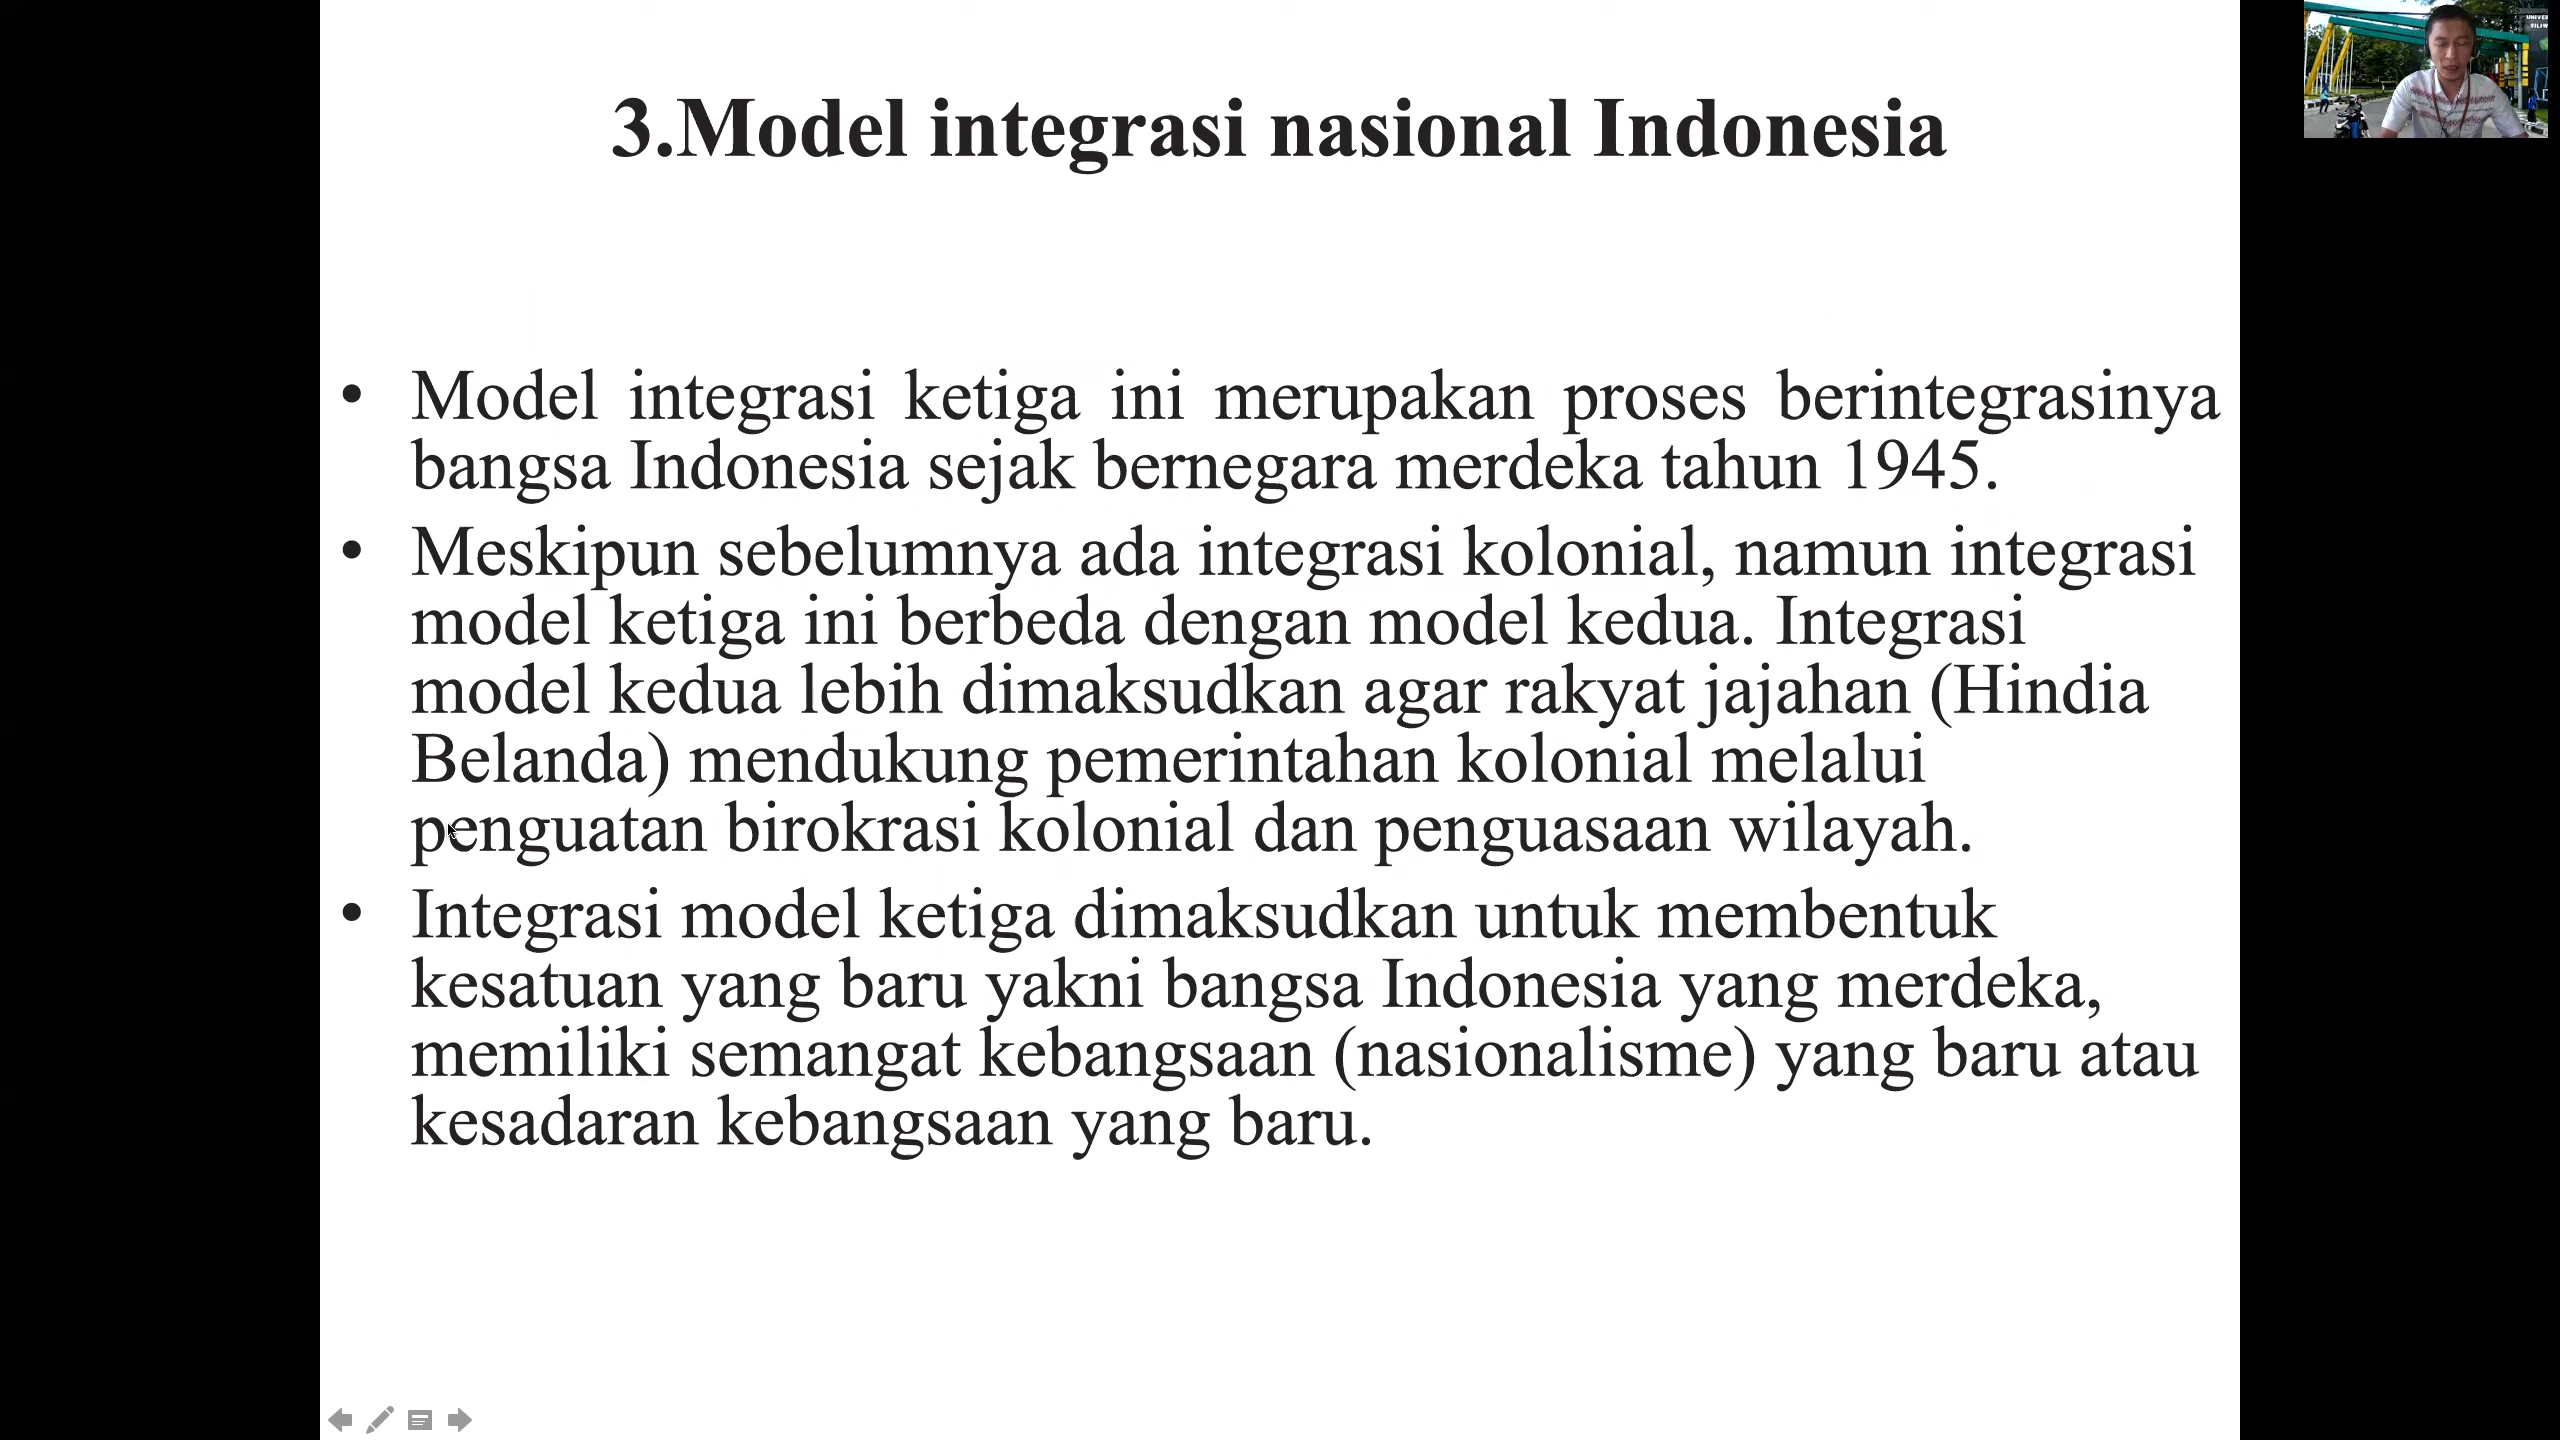 3.Model integrasi nasional Indonesia
• Model integrasi ketiga ini merupakan proses berintegrasinya
bangsa Indonesia sejak bernegara merdeka tahun 1945.
• Meskipun sebelumnya ada integrasi kolonial, namun integrasi
model ketiga ini berbeda dengan model kedua. Integrasi
model kedua lebih dimaksudkan agar rakyat jajahan (Hindia
Belanda) mendukung pemerintahan kolonial melalui
penguatan birokrasi kolonial dan penguasaan wilayah.
• Integrasi model ketiga dimaksudkan untuk membentuk
kesatuan yang baru yakni bangsa Indonesia yang merdeka,
memiliki semangat kebangsaan (nasionalisme) yang baru atau
kesadaran kebangsaan yang baru.